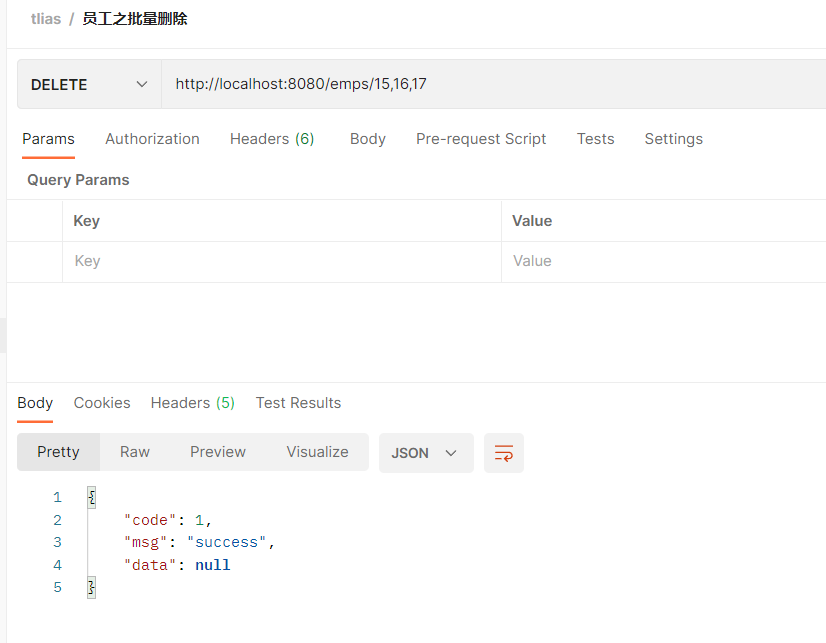 tlias / 员工之批量删除
DELETE http://localhost:8080/emps/15,16,17
Params Authorization Headers (6) Body Pre-request Script Tests Settings
Query Params
Key Value
Key Value
Body Cookies Headers (5) Test Results
Pretty Raw Preview Visualize JSON
1 {
2 "code": 1,
3 "msg": "success",
4 "data": null
5 }